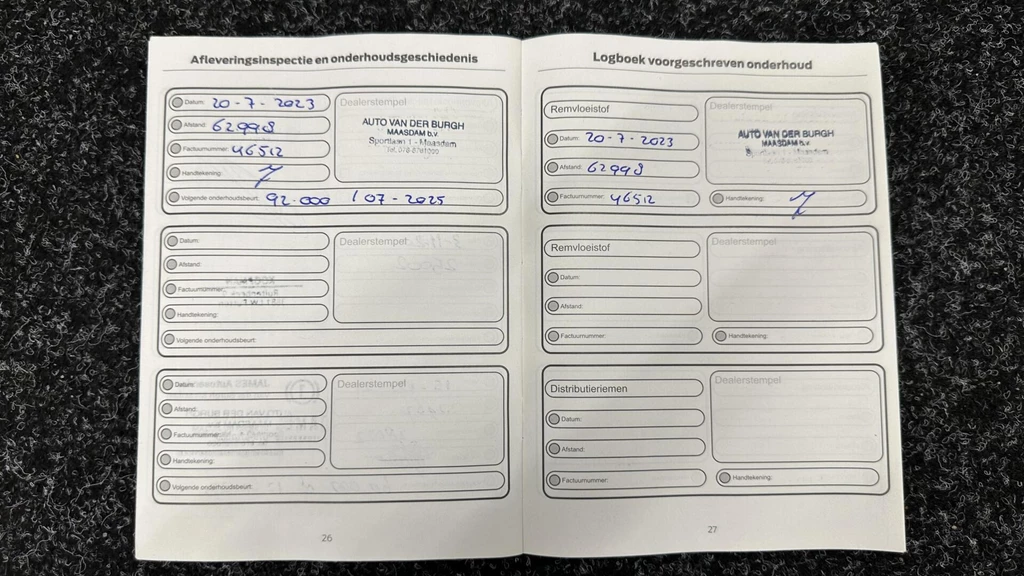 Afleveringsinspectie en onderhoudsgeschiedenis
Datum: 20-7-2023
Afstand: 62998
Factuurnummer: 46512
Handtekening:
Volgende onderhoudsbeurt: 92.000 / 07-2025
Dealerstempel
AUTO VAN DER BURGH
MAASDAM b.v.
Sportlaan 1 - Maasdam
Datum:
Afstand:
Factuurnummer:
Handtekening:
Volgende onderhoudsbeurt:
Dealerstempel
Datum:
Afstand:
Factuurnummer:
Handtekening:
Volgende onderhoudsbeurt:
Dealerstempel
26
Logboek voorgeschreven onderhoud
Remvloeistof
Datum: 20-7-2023
Afstand: 62998
Factuurnummer: 46512
Dealerstempel
AUTO VAN DER BURGH
MAASDAM b.v.
Handtekening:
Remvloeistof
Datum:
Afstand:
Factuurnummer:
Dealerstempel
Handtekening:
Distributieriemen
Datum:
Afstand:
Factuurnummer:
Dealerstempel
Handtekening:
27